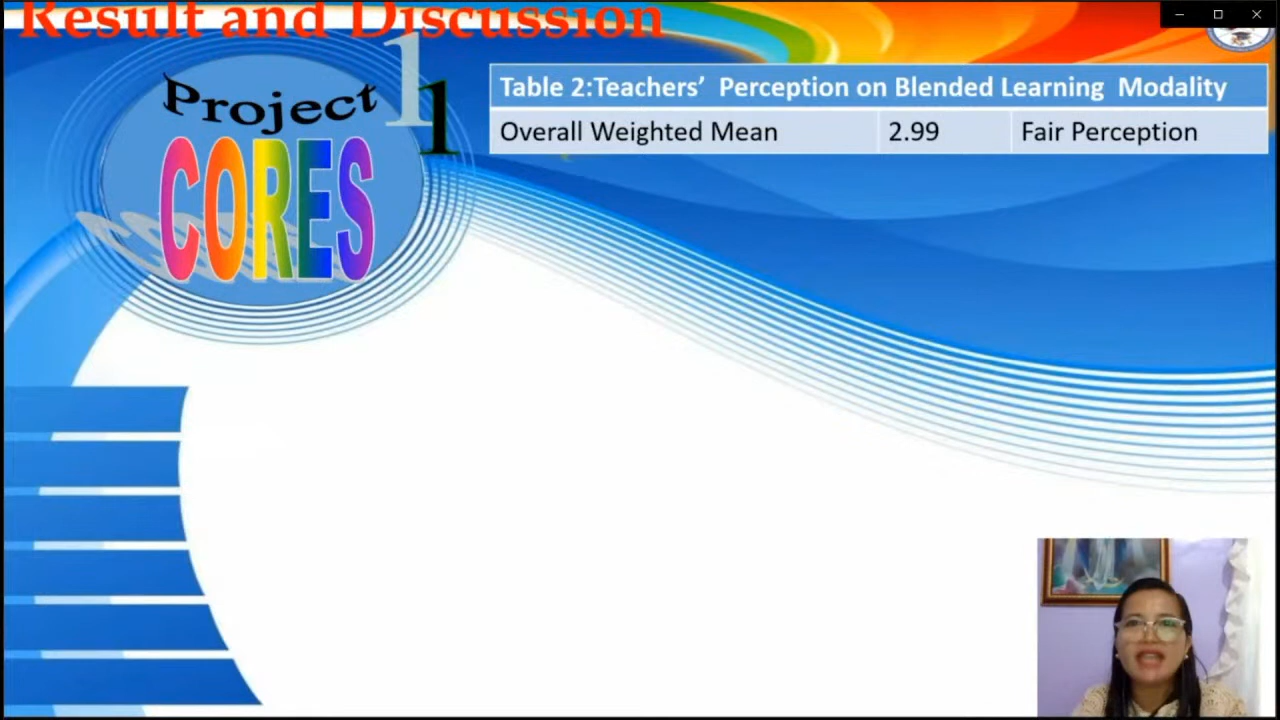 Result and Discussion
Project
CORES
11
Table 2:Teachers’ Perception on Blended Learning Modality
Overall Weighted Mean 2.99 Fair Perception